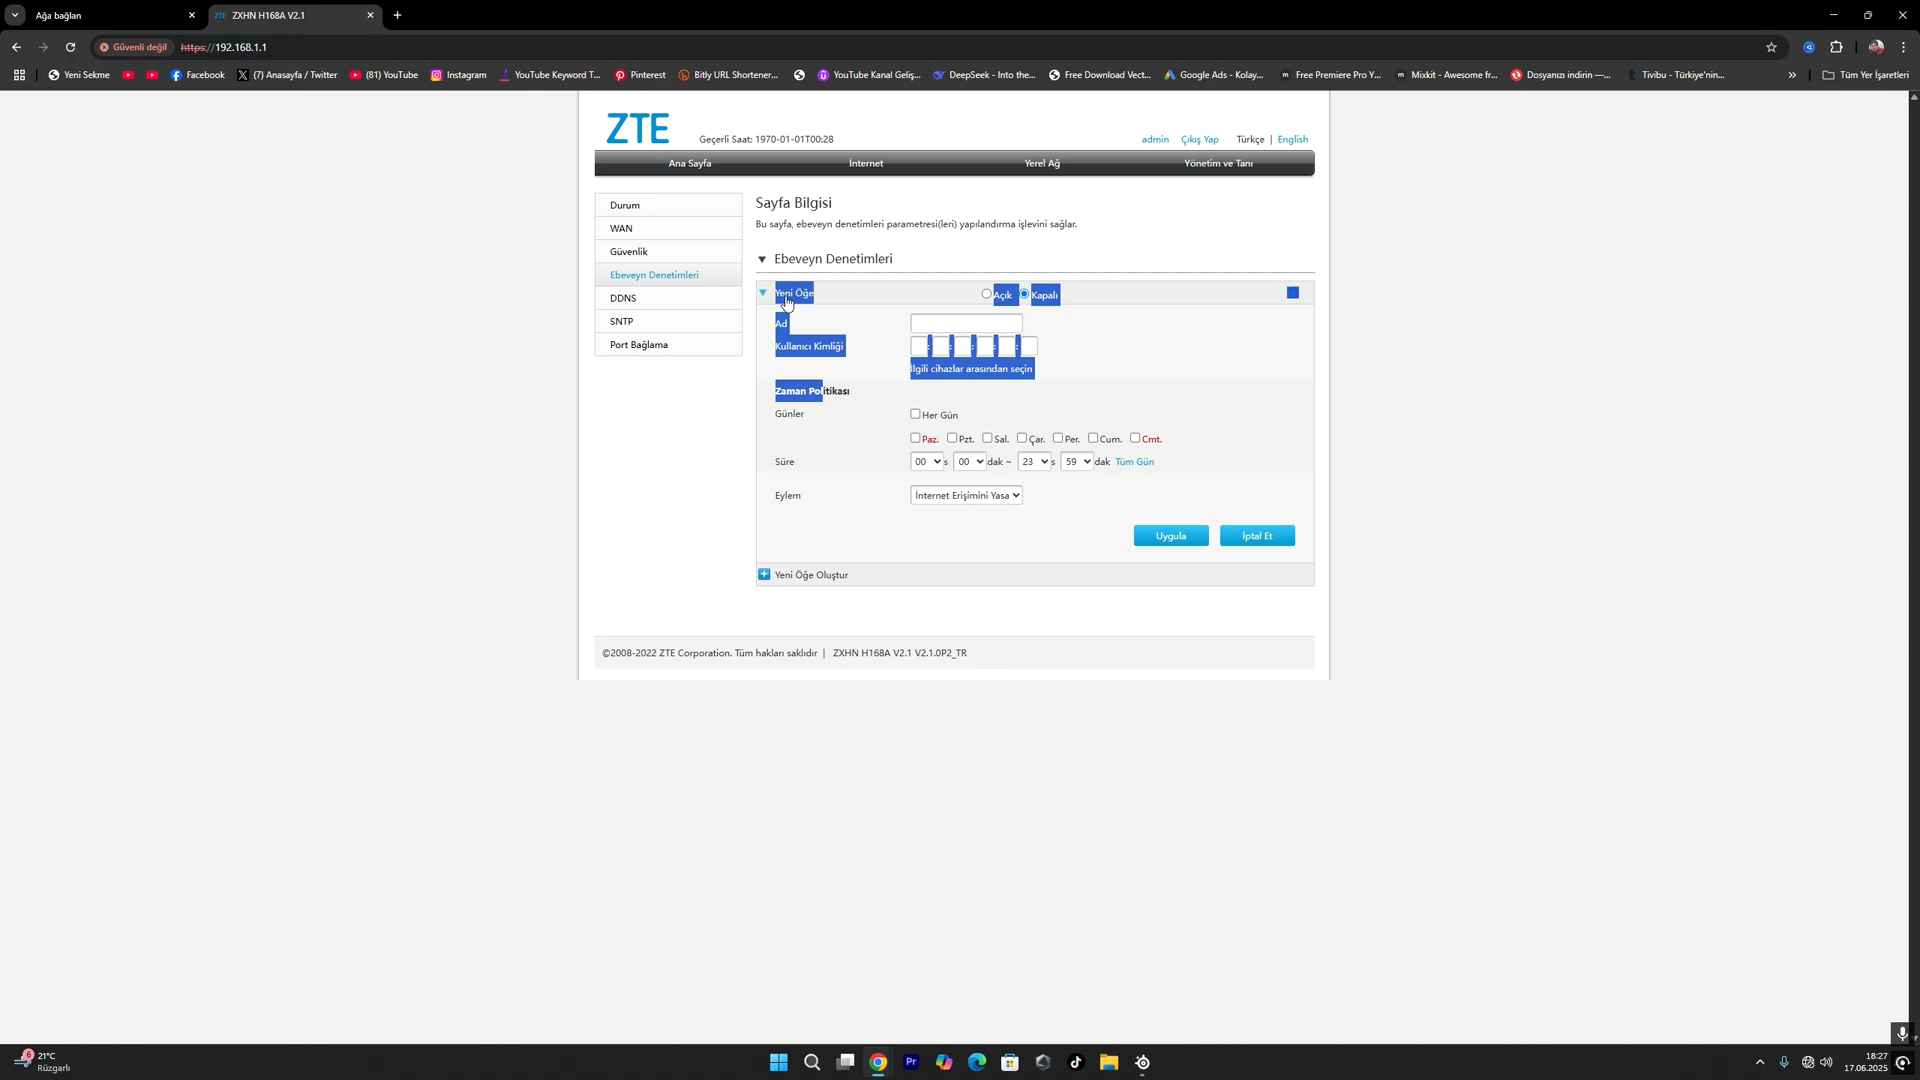 Ağa bağlan
ZTE ZXHN H168A V2.1
Güvenli değil https://192.168.1.1
Yeni Sekme Facebook (7) Anasayfa / Twitter (81) YouTube Instagram YouTube Keyword T... Pinterest Bitly URL Shortener... YouTube Kanal Geliş... DeepSeek - Into the... Free Download Vect... Google Ads - Kolay... Free Premiere Pro Y... Mixkit - Awesome fr... Dosyanızı indirin —... Tivibu - Türkiye'nin... » Tüm Yer İşaretleri
ZTE
Geçerli Saat: 1970-01-01T00:28
admin Çıkış Yap Türkçe | English
Ana Sayfa İnternet Yerel Ağ Yönetim ve Tanı
Durum
WAN
Güvenlik
Ebeveyn Denetimleri
DDNS
SNTP
Port Bağlama
Sayfa Bilgisi
Bu sayfa, ebeveyn denetimleri parametresi(leri) yapılandırma işlevini sağlar.
Ebeveyn Denetimleri
Yeni Öğe Açık Kapalı
Ad
Kullanıcı Kimliği : : : : :
İlgili cihazlar arasından seçin
Zaman Politikası
Günler Her Gün
Paz. Pzt. Sal. Çar. Per. Cum. Cmt.
Süre 00 s 00 dak ~ 23 s 59 dak Tüm Gün
Eylem İnternet Erişimini Yasa
Uygula İptal Et
Yeni Öğe Oluştur
©2008-2022 ZTE Corporation. Tüm hakları saklıdır | ZXHN H168A V2.1 V2.1.0P2_TR
6 21°C
Rüzgarlı
Pr
18:27
17.06.2025